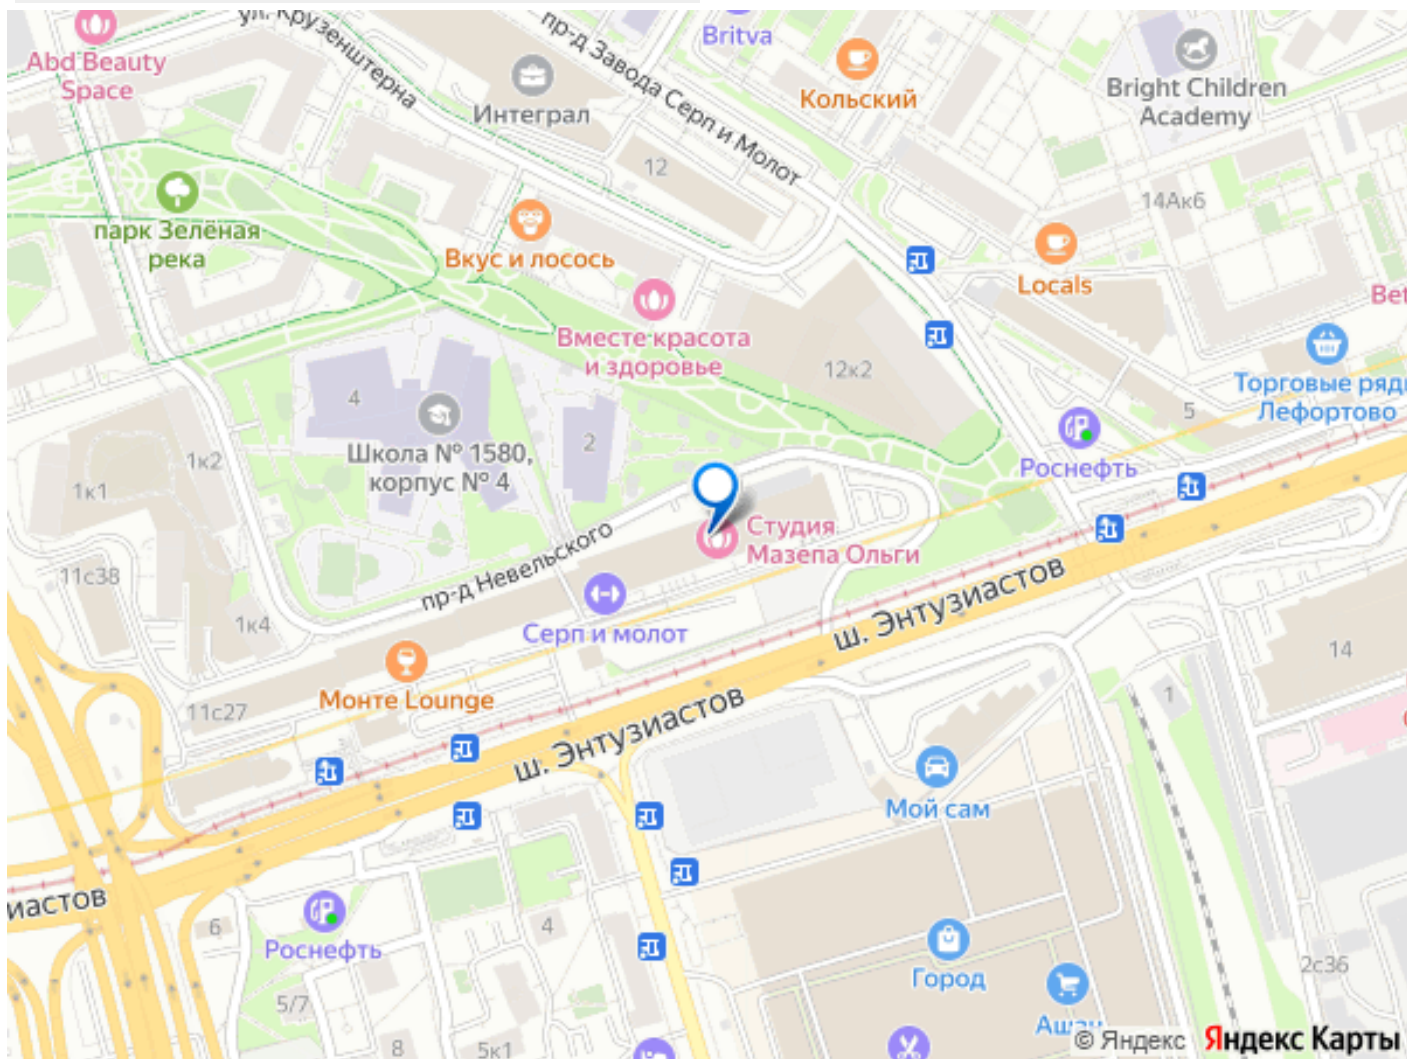 ул. Крузенштерна
пр-д Завода Серп и Молот
Britva
Abd Beauty
Space
Интеграл
Кольский
Bright Children
Academy
12
14Ак6
парк Зелёная
река
Вкус и лосось
Locals
Вместе красота
и здоровье
12к2
Торговые ряды
Лефортово
4
5
2
Школа № 1580,
корпус № 4
1к2
1к1
Роснефть
Студия
Мазепа Ольги
пр-д Невельского
11с38
1к4
Серп и молот
ш. Энтузиастов
14
1
Монте Lounge
11с27
ш. Энтузиастов
Мой сам
иастов
6
4
Роснефть
Город
2с36
5/7
Ашан
8
5к1
© Яндекс Яндекс Карты